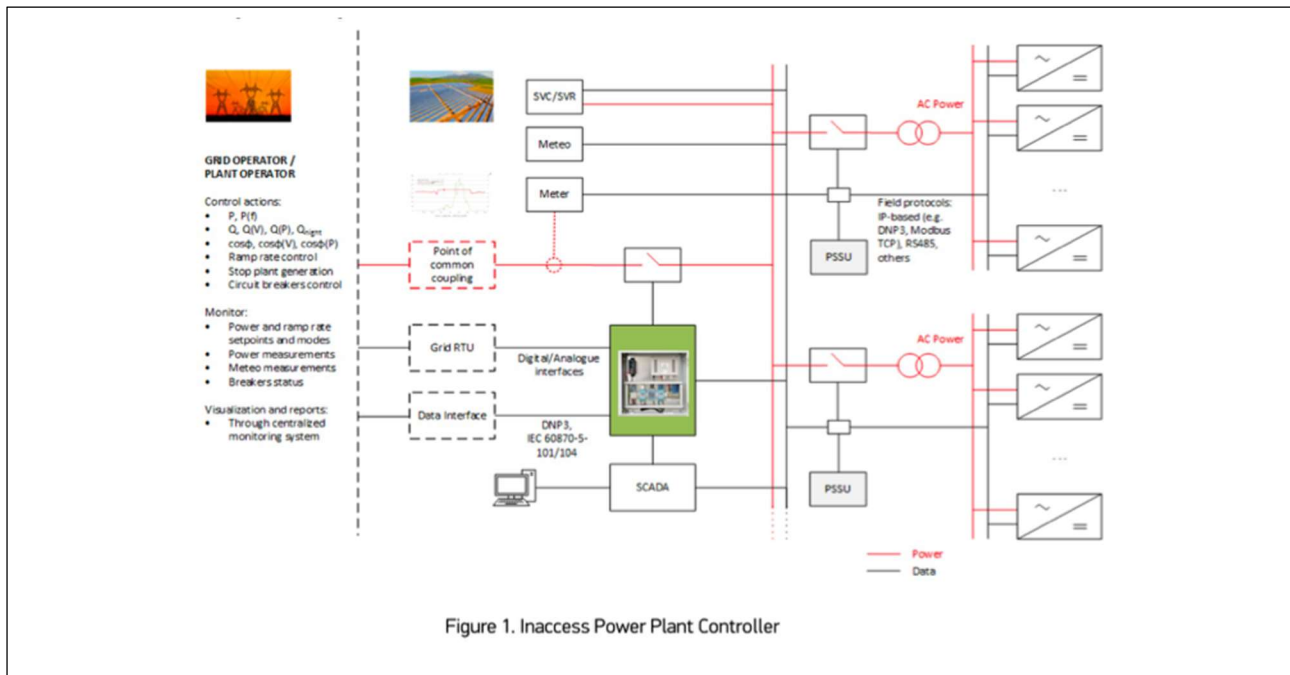 GRID OPERATOR /
PLANT OPERATOR
Control actions:
• P, P(f)
• Q, Q(V), Q(P), Qnight
• cosϕ, cosϕ(V), cosϕ(P)
• Ramp rate control
• Stop plant generation
• Circuit breakers control
Monitor:
• Power and ramp rate
setpoints and modes
• Power measurements
• Meteo measurements
• Breakers status
Visualization and reports:
• Through centralized
monitoring system
SVC/SVR
Meteo
Meter
Point of
common
coupling
Grid RTU
Digital/Analogue
interfaces
Data Interface
DNP3,
IEC 60870-5-
101/104
SCADA
AC Power
Field protocols:
IP-based (e.g.
DNP3, Modbus
TCP), RS485,
others
PSSU
...
AC Power
PSSU
...
Power
Data
Figure 1. Inaccess Power Plant Controller